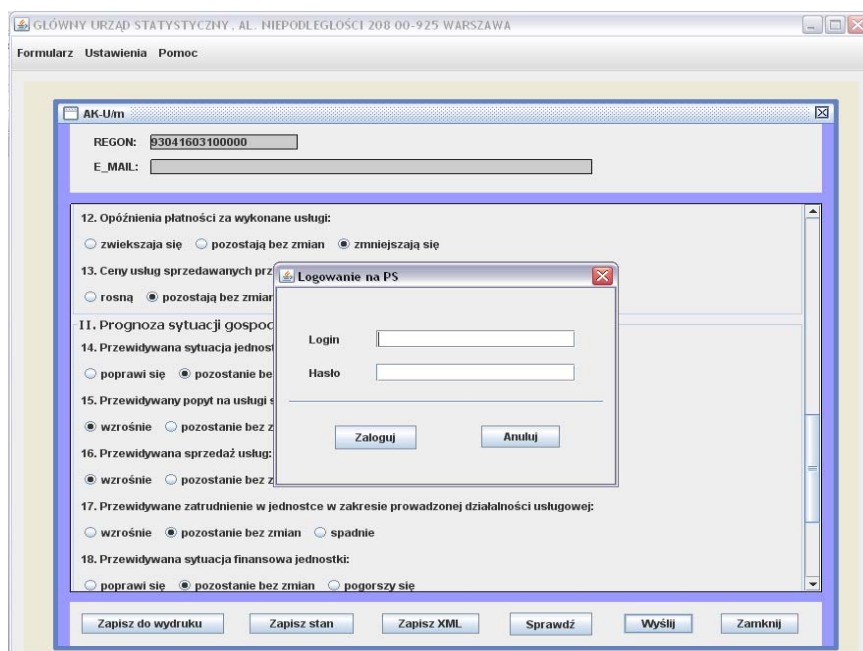 GŁÓWNY URZĄD STATYSTYCZNY, AL. NIEPODLEGŁOŚCI 208 00-925 WARSZAWA
Formularz Ustawienia Pomoc
AK-U/m
REGON: 93041603100000
E_MAIL:
12. Opóźnienia płatności za wykonane usługi:
zwiekszaja się pozostają bez zmian zmniejszają się
13. Ceny usług sprzedawanych prz
rosną pozostają bez zmian
II. Prognoza sytuacji gospod
14. Przewidywana sytuacja jednost
poprawi się pozostanie be
15. Przewidywany popyt na usługi s
wzrośnie pozostanie bez z
16. Przewidywana sprzedaż usług:
wzrośnie pozostanie bez z
17. Przewidywane zatrudnienie w jednostce w zakresie prowadzonej działalności usługowej:
wzrośnie pozostanie bez zmian spadnie
18. Przewidywana sytuacja finansowa jednostki:
poprawi się pozostanie bez zmian pogorszy się
Logowanie na PS
Login
Hasło
Zaloguj Anuluj
Zapisz do wydruku Zapisz stan Zapisz XML Sprawdź Wyślij Zamknij